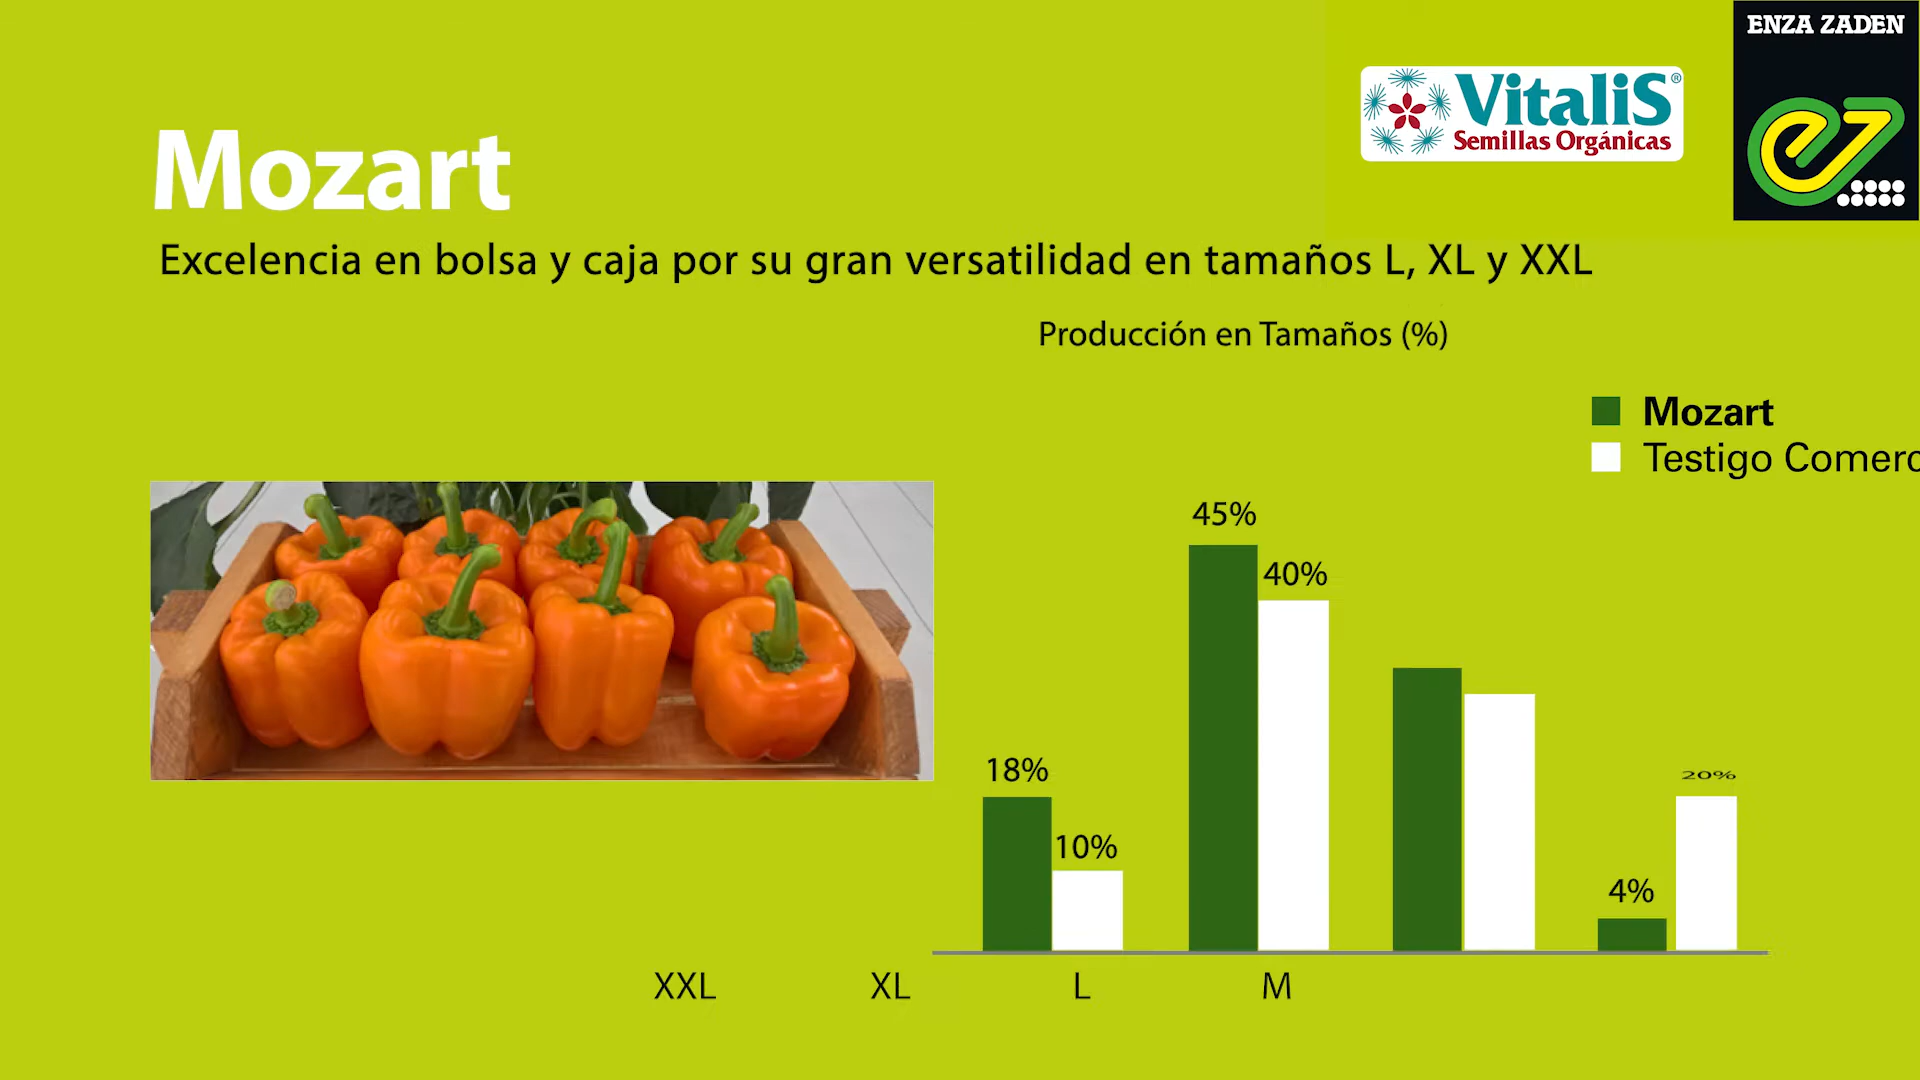 ENZA ZADEN
VitaliS®
Semillas Orgánicas
Mozart
Excelencia en bolsa y caja por su gran versatilidad en tamaños L, XL y XXL
Producción en Tamaños (%)
Mozart
Testigo Comerc
45%
40%
18%
20%
10%
4%
XXL XL L M